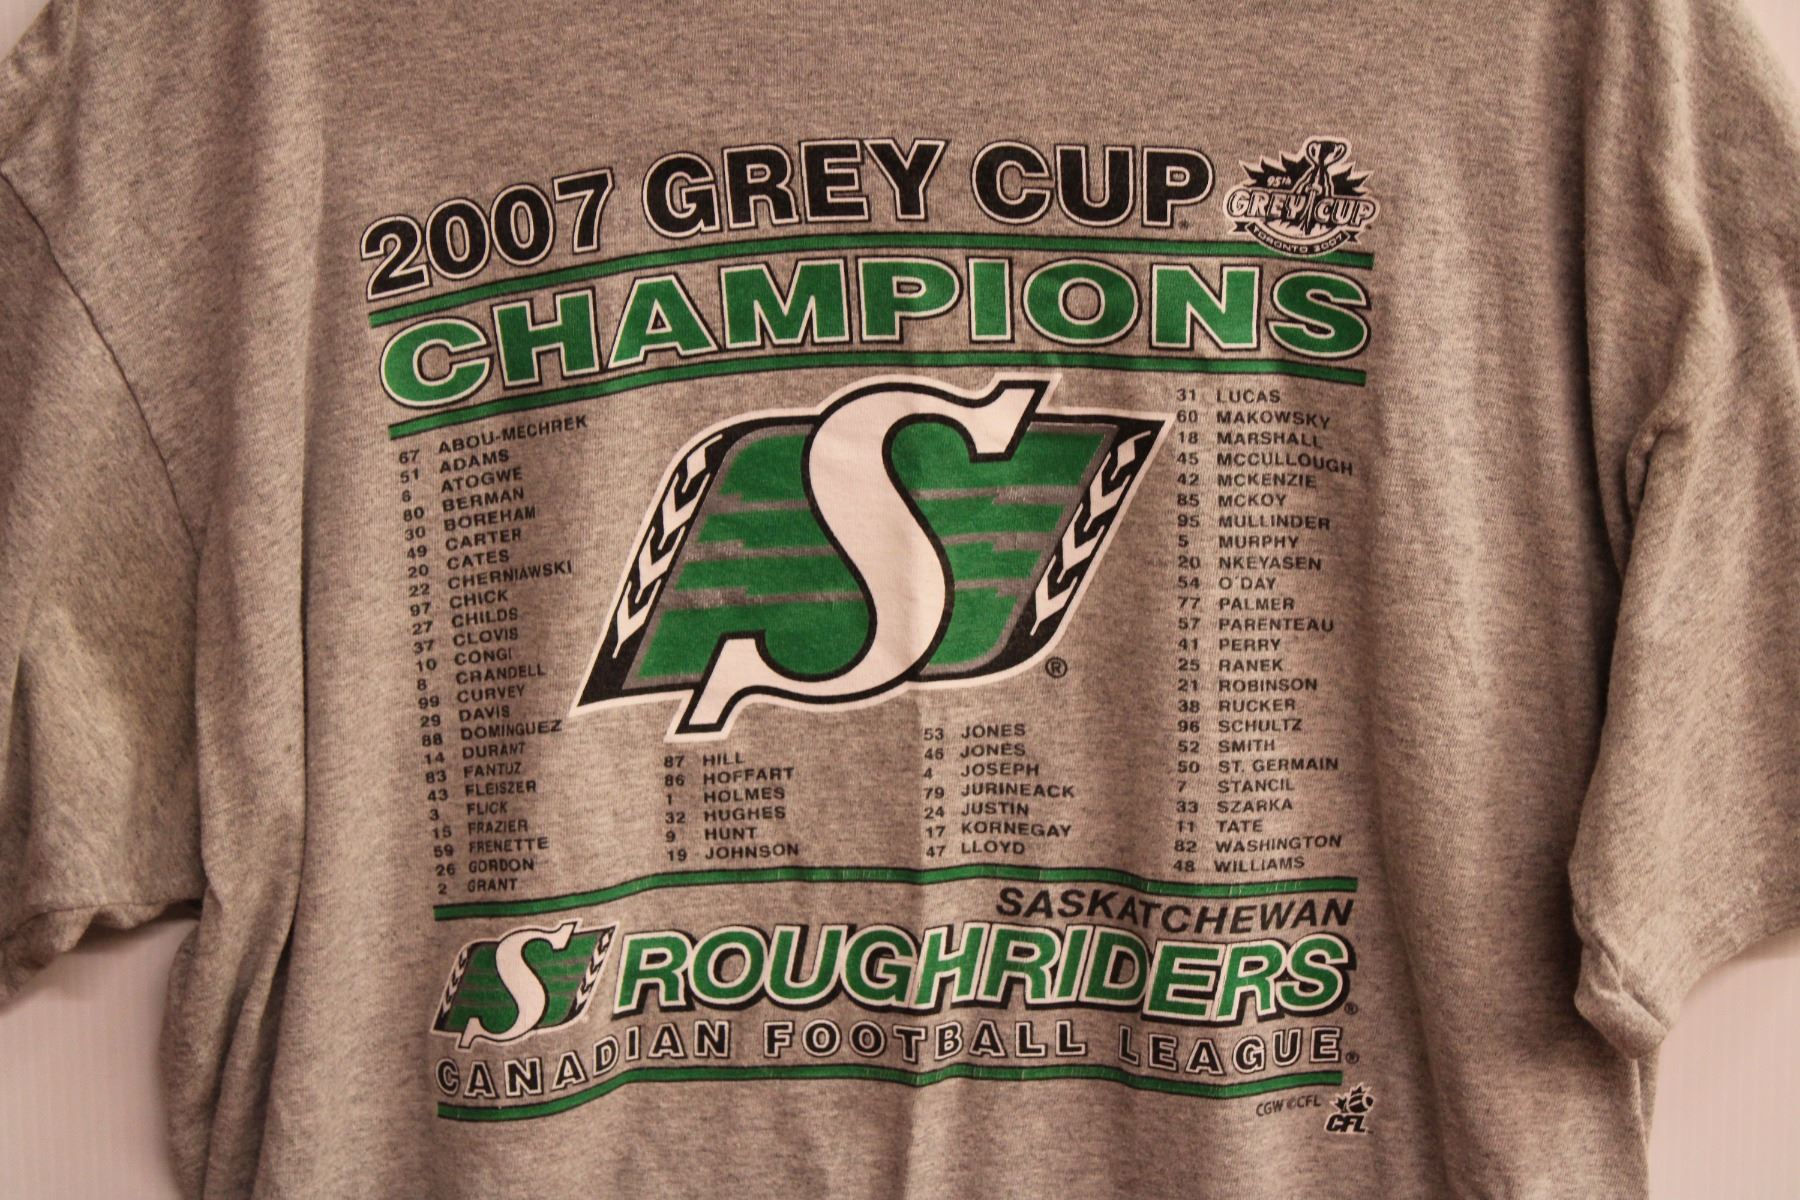 2007 GREY CUP
95TH
GREY CUP
TORONTO 2007
CHAMPIONS
67 ABOU-MECHREK
51 ADAMS
6 ATOGWE
80 BERMAN
30 BOREHAM
49 CARTER
20 CATES
22 CHERNIAWSKI
97 CHICK
27 CHILDS
37 CLOVIS
10 CONGI
8 CRANDELL
99 CURVEY
29 DAVIS
88 DOMINGUEZ
14 DURANT
83 FANTUZ
43 FLEISZER
3 FLICK
15 FRAZIER
59 FRENETTE
26 GORDON
2 GRANT
S
®
87 HILL
86 HOFFART
1 HOLMES
32 HUGHES
9 HUNT
19 JOHNSON
53 JONES
46 JONES
4 JOSEPH
79 JURINEACK
24 JUSTIN
17 KORNEGAY
47 LLOYD
31 LUCAS
60 MAKOWSKY
18 MARSHALL
45 MCCULLOUGH
42 MCKENZIE
85 MCKOY
95 MULLINDER
5 MURPHY
20 NKEYASEN
54 O'DAY
77 PALMER
57 PARENTEAU
41 PERRY
25 RANEK
21 ROBINSON
38 RUCKER
96 SCHULTZ
52 SMITH
50 ST. GERMAIN
7 STANCIL
33 SZARKA
11 TATE
82 WASHINGTON
48 WILLIAMS
SASKATCHEWAN
S ROUGHRIDERS®
CANADIAN FOOTBALL LEAGUE®
CGW ©CFL
CFL